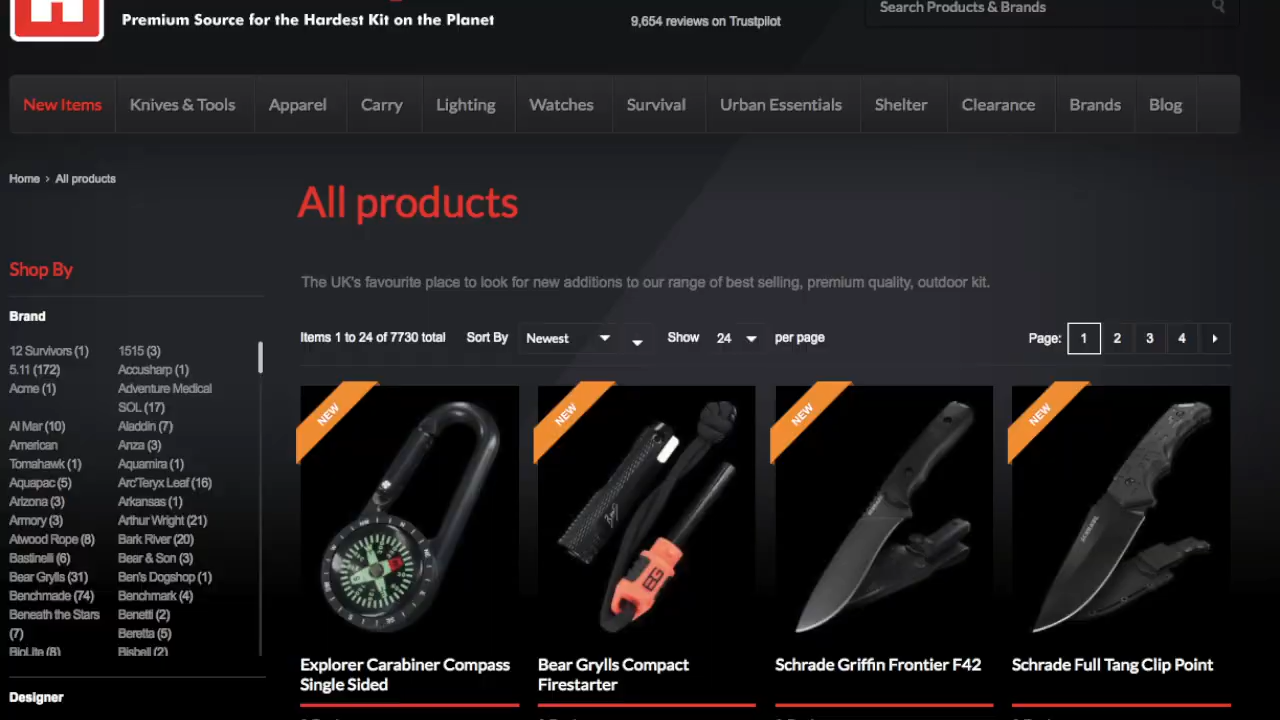 H
Premium Source for the Hardest Kit on the Planet
9,654 reviews on Trustpilot
Search Products & Brands
New Items Knives & Tools Apparel Carry Lighting Watches Survival Urban Essentials Shelter Clearance Brands Blog
Home › All products
All products
Shop By
The UK's favourite place to look for new additions to our range of best selling, premium quality, outdoor kit.
Brand
Items 1 to 24 of 7730 total Sort By Newest Show 24 per page Page: 1 2 3 4
12 Survivors (1) 1515 (3)
5.11 (172) Accusharp (1)
Acme (1) Adventure Medical
SOL (17)
Al Mar (10) Aladdin (7)
American Anza (3)
Tomahawk (1) Aquamira (1)
Aquapac (5) Arc'Teryx Leaf (16)
Arizona (3) Arkansas (1)
Armory (3) Arthur Wright (21)
Atwood Rope (8) Bark River (20)
Bastinelli (6) Bear & Son (3)
Bear Grylls (31) Ben's Dogshop (1)
Benchmade (74) Benchmark (4)
Beneath the Stars Benetti (2)
(7) Beretta (5)
BioLite (8) Bisbell (2)
Designer
NEW NEW NEW NEW
BG
SCHRADE
Explorer Carabiner Compass
Single Sided
Bear Grylls Compact
Firestarter
Schrade Griffin Frontier F42
Schrade Full Tang Clip Point